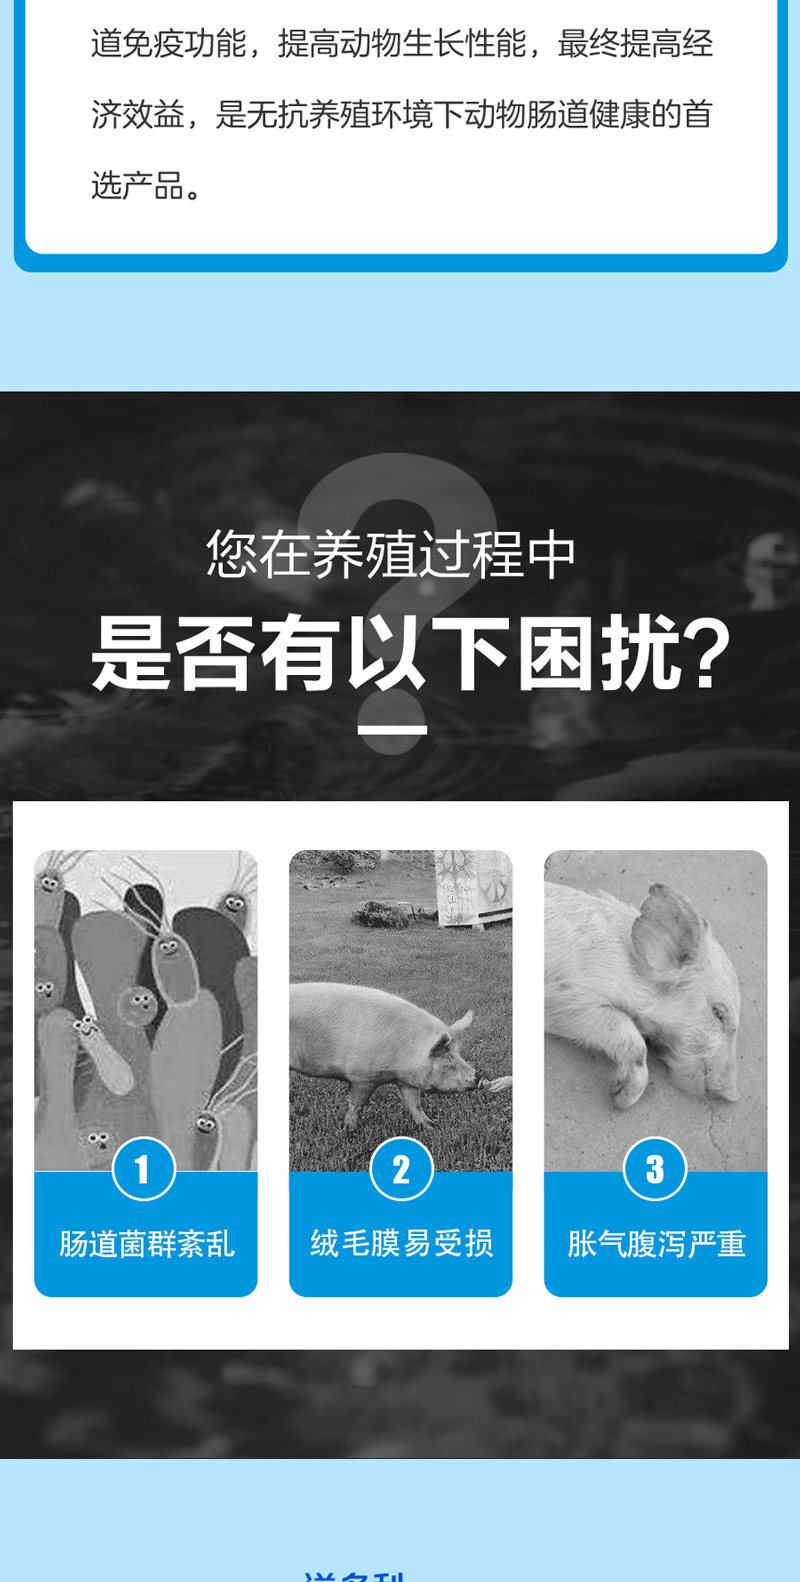 道免疫功能，提高动物生长性能，最终提高经
济效益，是无抗养殖环境下动物肠道健康的首
选产品。
?
您在养殖过程中
是否有以下困扰?
1
肠道菌群紊乱
2
绒毛膜易受损
3
胀气腹泻严重